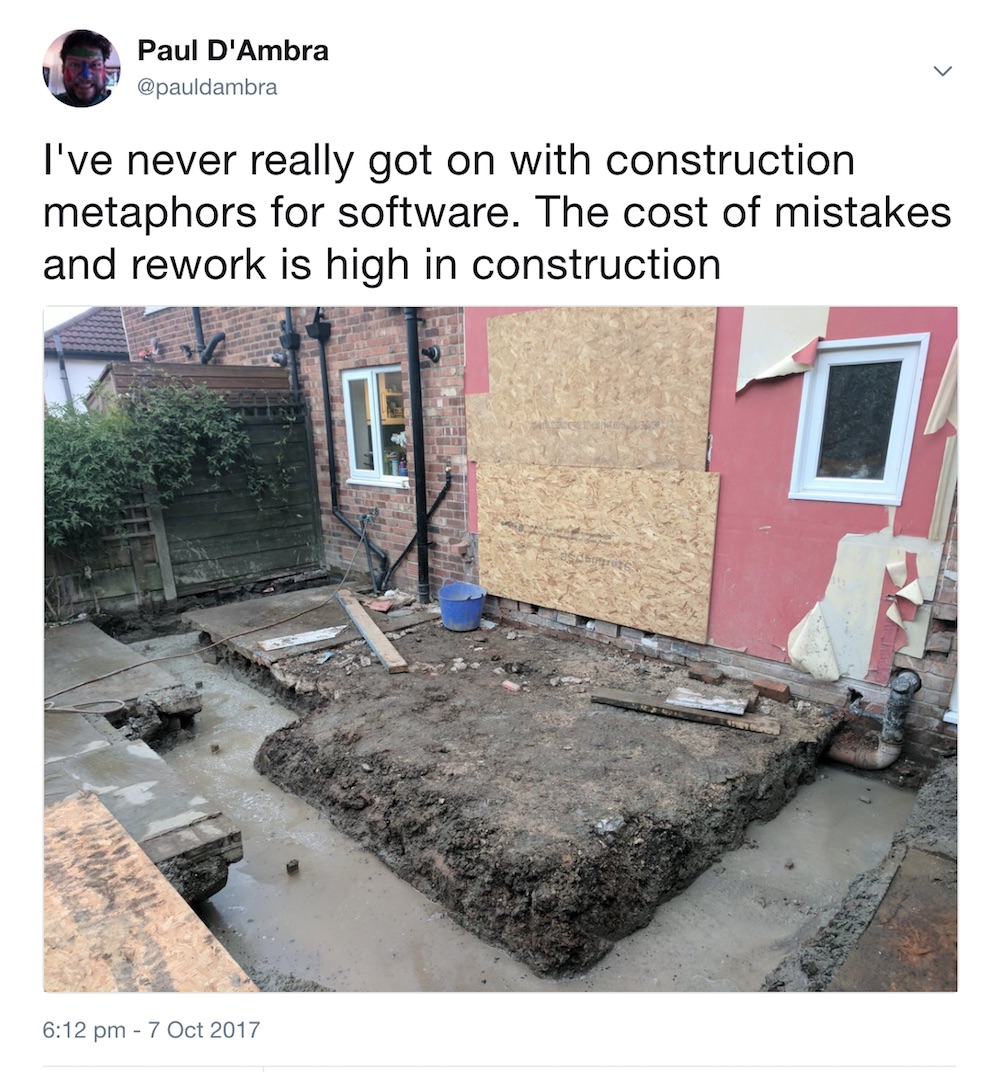 Paul D'Ambra
@pauldambra
I've never really got on with construction
metaphors for software. The cost of mistakes
and rework is high in construction
6:12 pm - 7 Oct 2017